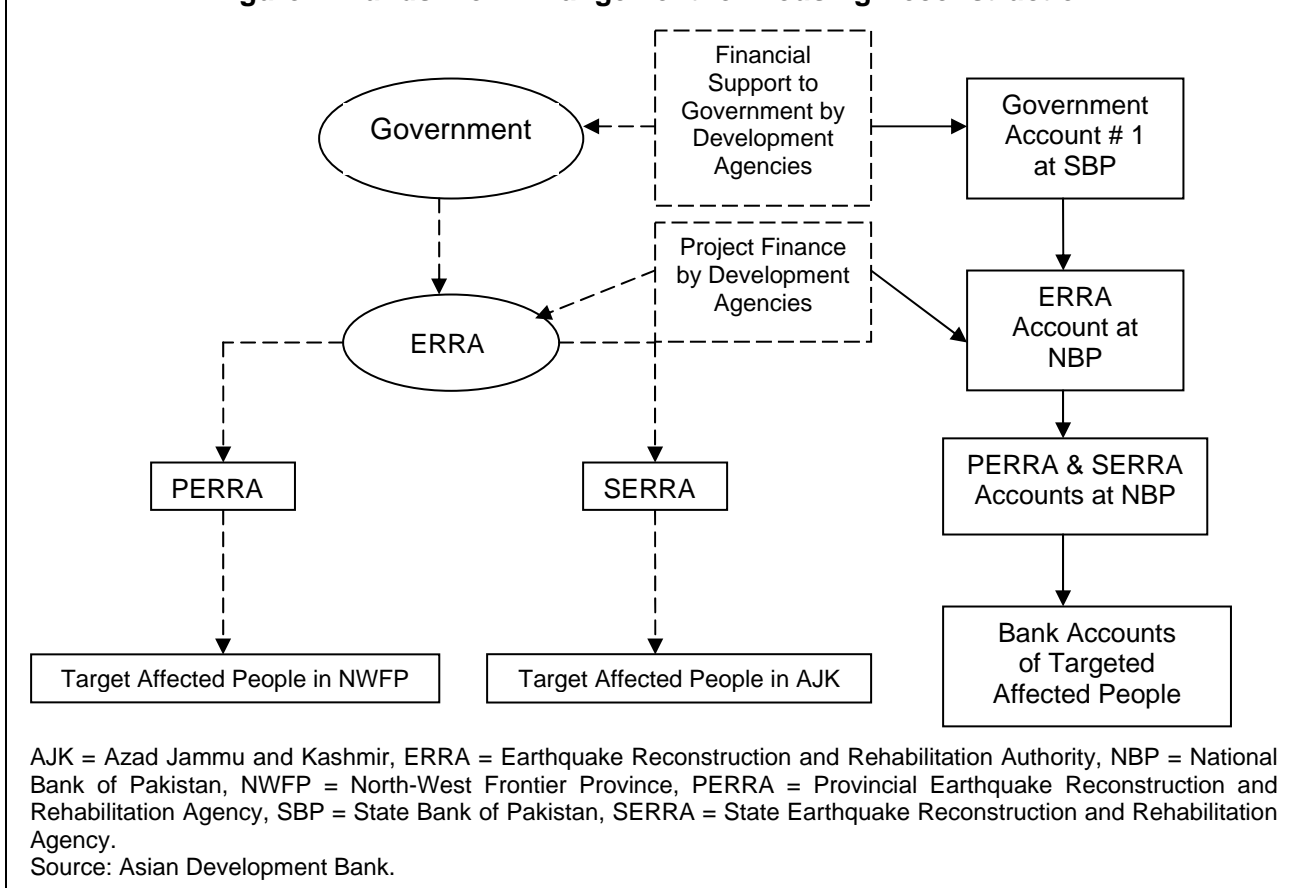 Financial
Support to
Government by
Development
Agencies
Government
Government
Account # 1
at SBP
Project Finance
by Development
Agencies
ERRA
Account at
NBP
ERRA
PERRA & SERRA
Accounts at NBP
PERRA
SERRA
Bank Accounts
of Targeted
Affected People
Target Affected People in NWFP
Target Affected People in AJK
AJK = Azad Jammu and Kashmir, ERRA = Earthquake Reconstruction and Rehabilitation Authority, NBP = National
Bank of Pakistan, NWFP = North-West Frontier Province, PERRA = Provincial Earthquake Reconstruction and
Rehabilitation Agency, SBP = State Bank of Pakistan, SERRA = State Earthquake Reconstruction and Rehabilitation
Agency.
Source: Asian Development Bank.